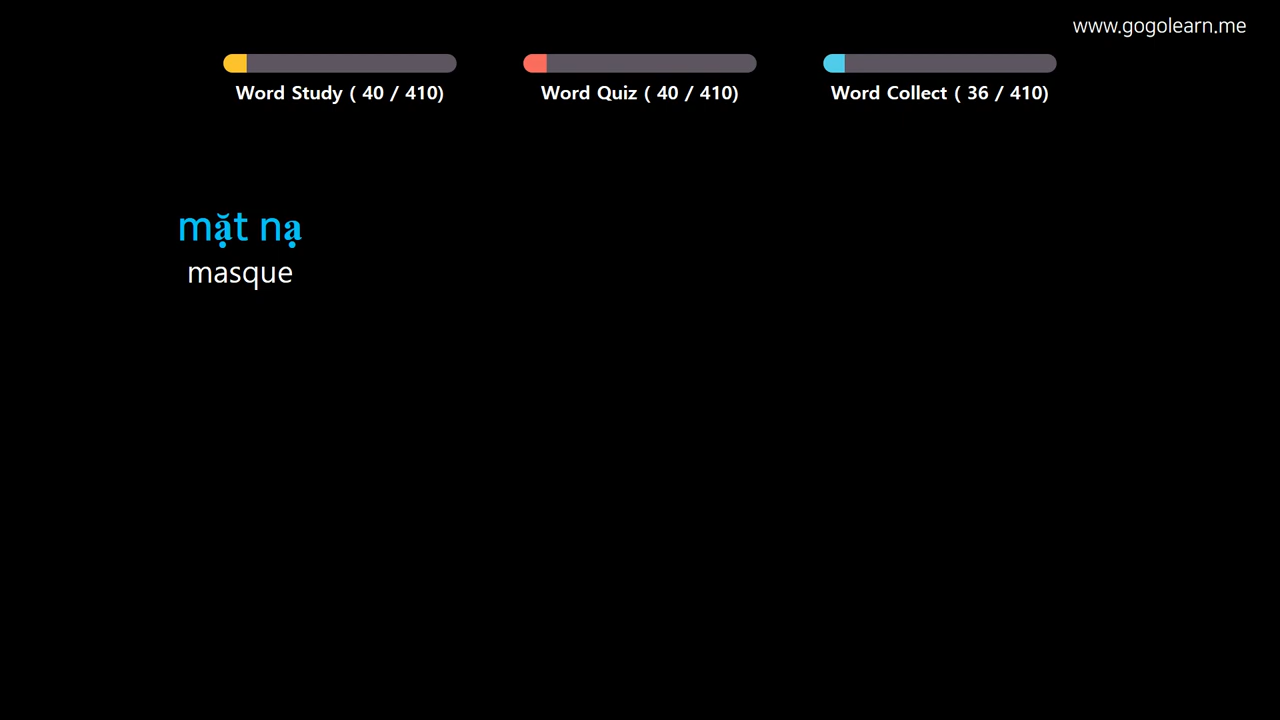 www.gogolearn.me
Word Study ( 40 / 410)
Word Quiz ( 40 / 410)
Word Collect ( 36 / 410)
mặt nạ
masque